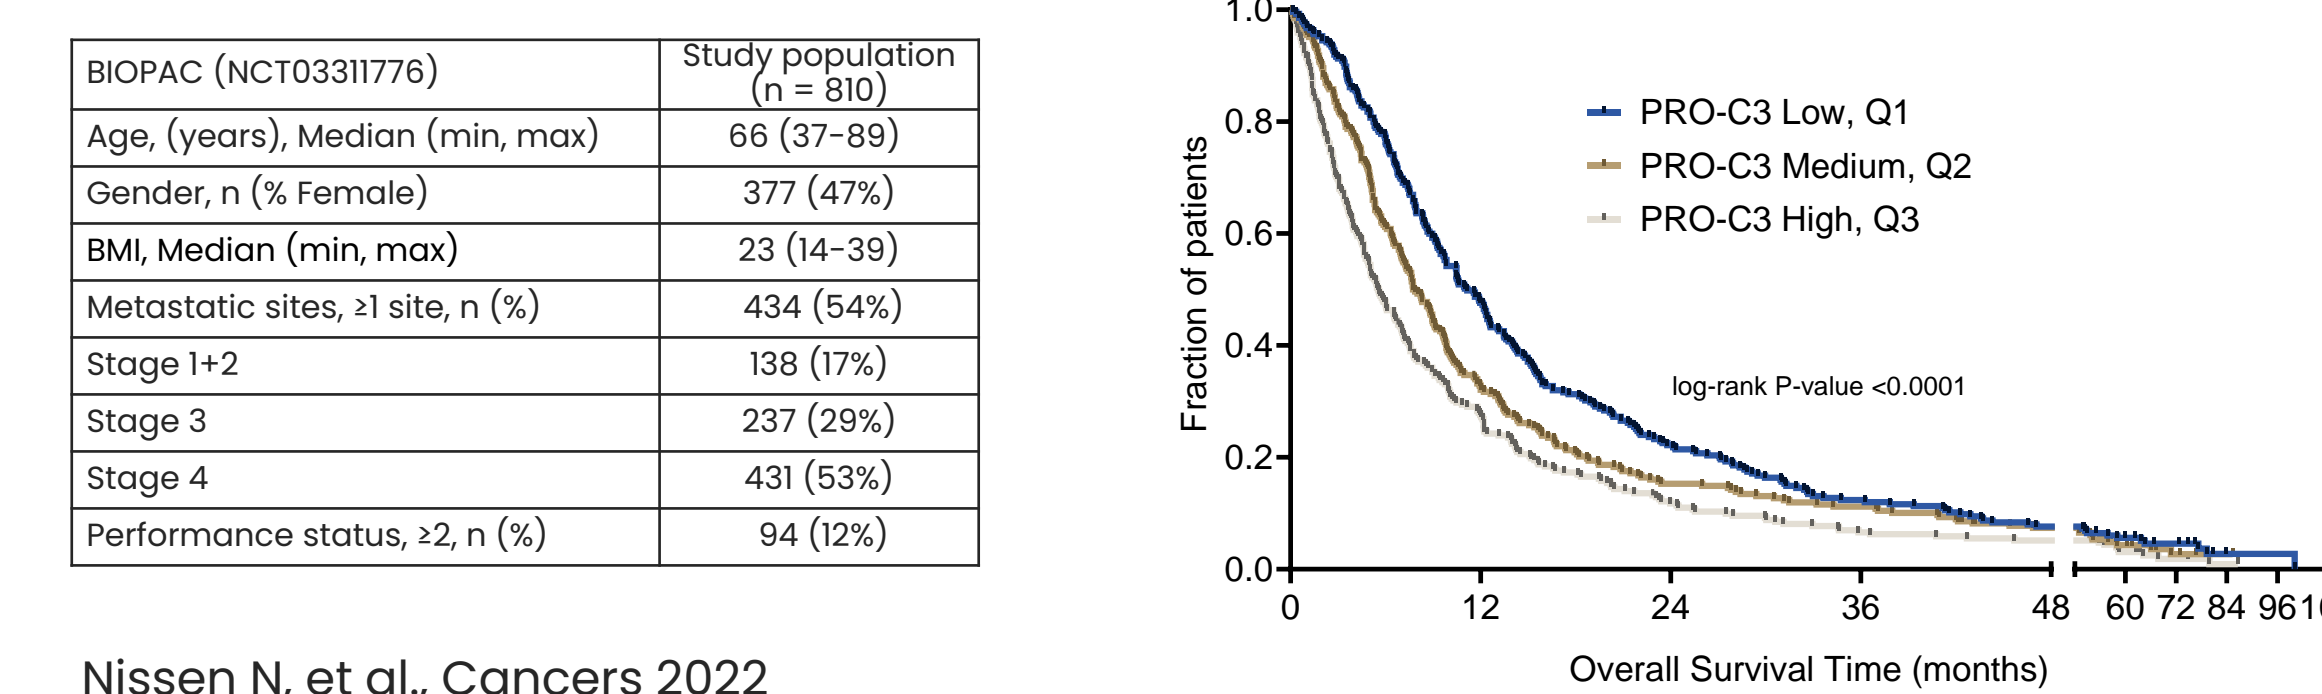 BIOPAC (NCT03311776)
Study population
(n = 810)
Age, (years), Median (min, max)
66 (37-89)
Gender, n (% Female)
377 (47%)
BMI, Median (min, max)
23 (14-39)
Metastatic sites, ≥1 site, n (%)
434 (54%)
Stage 1+2
138 (17%)
Stage 3
237 (29%)
Stage 4
431 (53%)
Performance status, ≥2, n (%)
94 (12%)
Nissen N, et al., Cancers 2022
1.0
0.8
0.6
0.4
0.2
0.0
Fraction of patients
PRO-C3 Low, Q1
PRO-C3 Medium, Q2
PRO-C3 High, Q3
log-rank P-value <0.0001
0 12 24 36 48 60 72 84 96
Overall Survival Time (months)